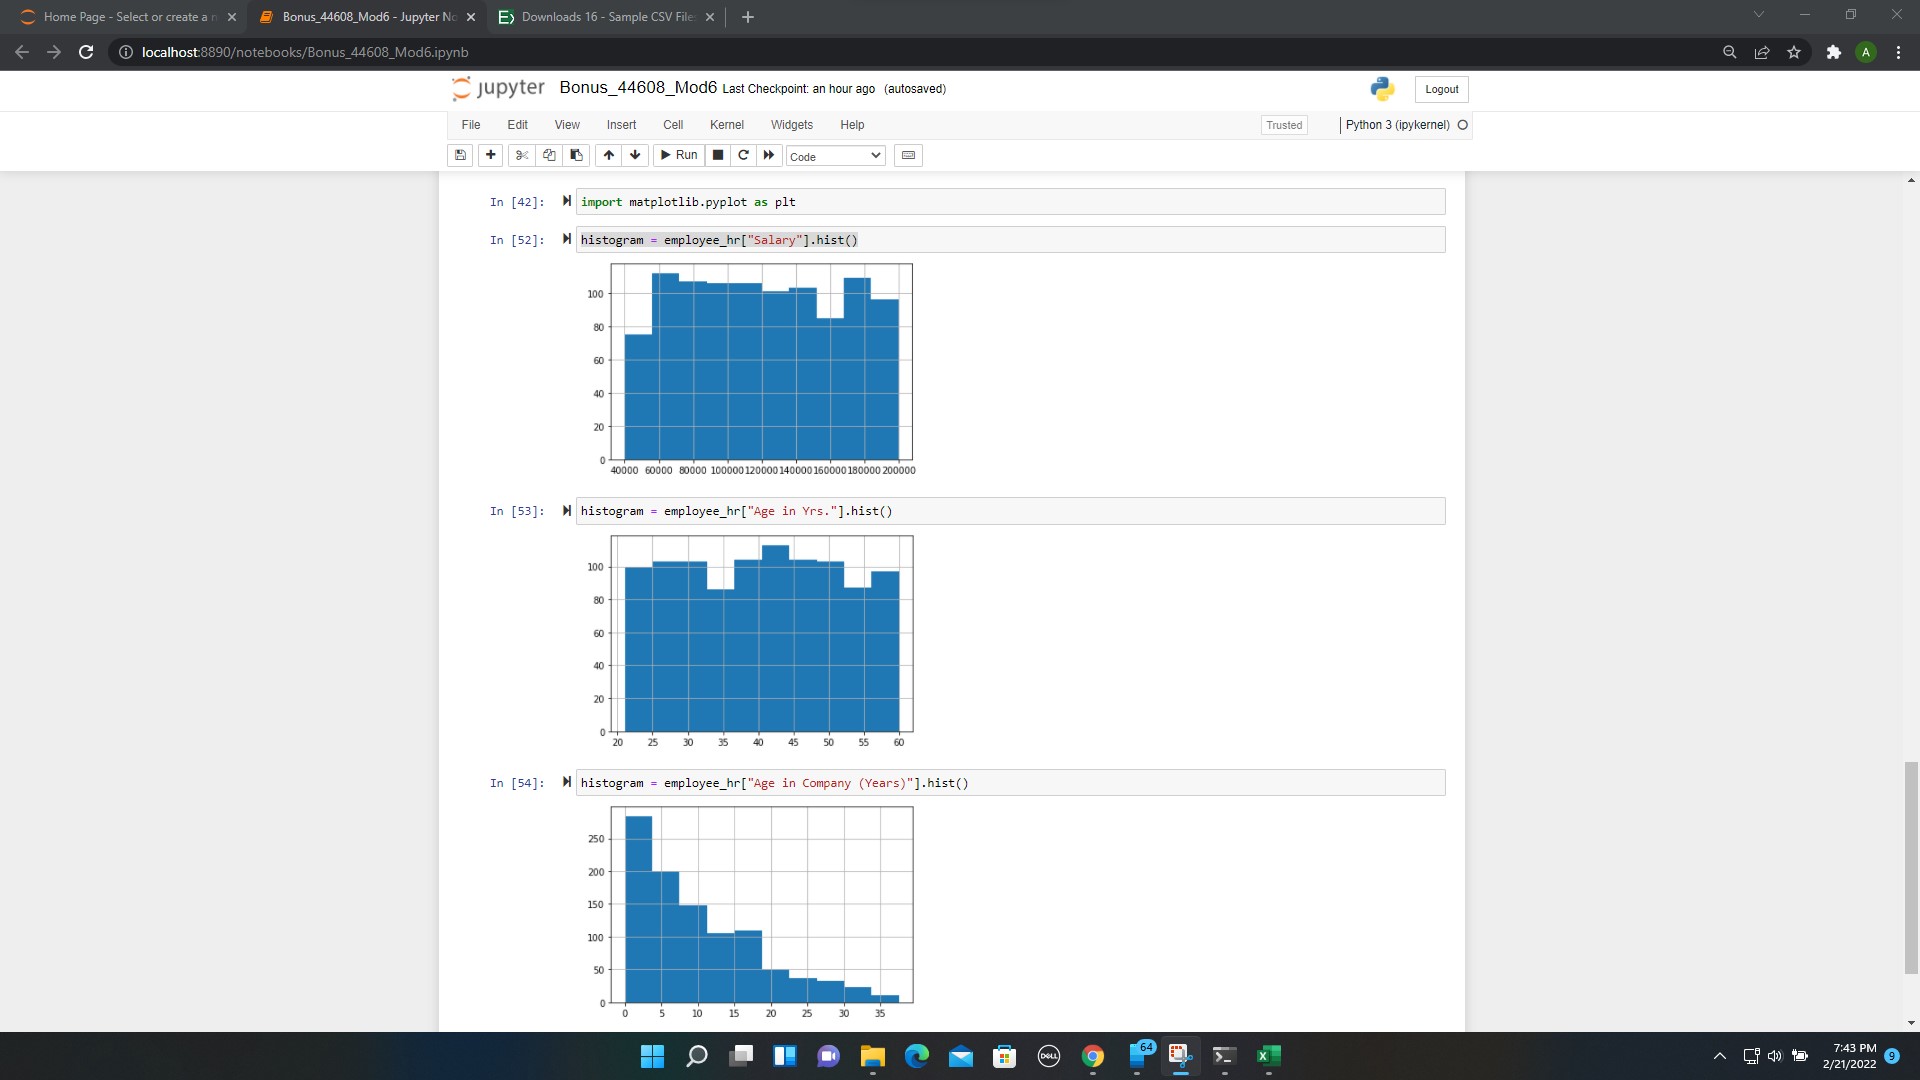 Home Page - Select or create a n
Bonus_44608_Mod6 - Jupyter No
Downloads 16 - Sample CSV File
localhost:8890/notebooks/Bonus_44608_Mod6.ipynb
A
jupyter Bonus_44608_Mod6 Last Checkpoint: an hour ago (autosaved)
Logout
File Edit View Insert Cell Kernel Widgets Help
Trusted
Python 3 (ipykernel)
Run
Code
In [42]: import matplotlib.pyplot as plt
In [52]: histogram = employee_hr["Salary"].hist()
100
80
60
40
20
0
40000 60000 80000 100000 120000 140000 160000 180000 200000
In [53]: histogram = employee_hr["Age in Yrs."].hist()
100
80
60
40
20
0
20 25 30 35 40 45 50 55 60
In [54]: histogram = employee_hr["Age in Company (Years)"].hist()
250
200
150
100
50
0
0 5 10 15 20 25 30 35
DELL
64
7:43 PM
2/21/2022
9